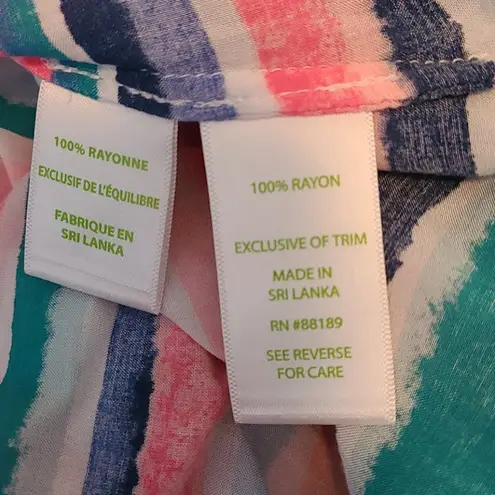 100% RAYONNE
EXCLUSIF DE L'ÉQUILIBRE
FABRIQUE EN
SRI LANKA
100% RAYON
EXCLUSIVE OF TRIM
MADE IN
SRI LANKA
RN #88189
SEE REVERSE
FOR CARE